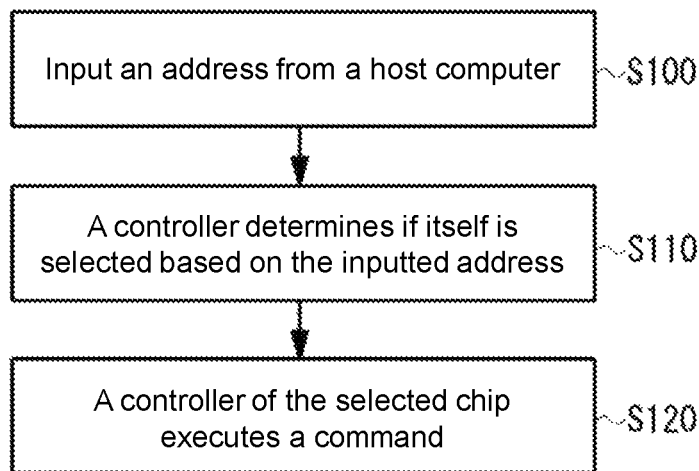 Input an address from a host computer
S100
A controller determines if itself is
selected based on the inputted address
S110
A controller of the selected chip
executes a command
S120